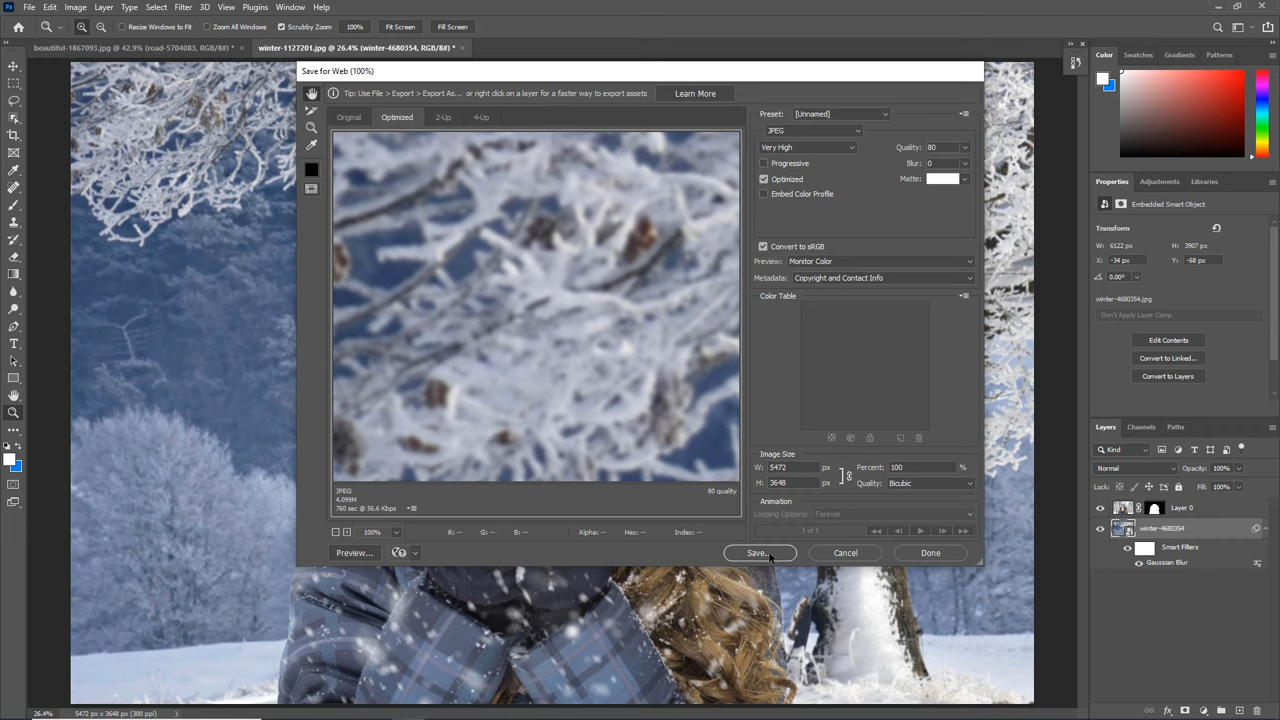 File Edit Image Layer Type Select Filter 3D View Plugins Window Help
Resize Windows to Fit Zoom All Windows Scrubby Zoom 100% Fit Screen Fill Screen
beautiful-1867093.jpg @ 42.9% (road-5704083, RGB/8#) * × winter-1127201.jpg @ 26.4% (winter-4680354, RGB/8#) * ×
Save for Web (100%)
Tip: Use File > Export > Export As... or right click on a layer for a faster way to export assets Learn More
Original Optimized 2-Up 4-Up
Preset: [Unnamed]
JPEG
Very High Quality: 80
Progressive Blur: 0
Optimized Matte:
Embed Color Profile
Convert to sRGB
Preview: Monitor Color
Metadata: Copyright and Contact Info
Color Table
Image Size
W: 5472 px Percent: 100 %
H: 3648 px Quality: Bicubic
Animation
Looping Options: Forever
1 of 1
JPEG 80 quality
4.099M
760 sec @ 56.6 Kbps
100% R: -- G: -- B: -- Alpha: -- Hex: -- Index: --
Preview... Save... Cancel Done
Color Swatches Gradients Patterns
Properties Adjustments Libraries
Embedded Smart Object
Transform
W: 6122 px H: 3907 px
X: -34 px Y: -68 px
0.00°
winter-4680354.jpg
Don't Apply Layer Comp
Edit Contents
Convert to Linked...
Convert to Layers
Layers Channels Paths
Kind
Normal Opacity: 100%
Lock: Fill: 100%
Layer 0
winter-4680354
Smart Filters
Gaussian Blur
26.4% 5472 px x 3648 px (300 ppi)